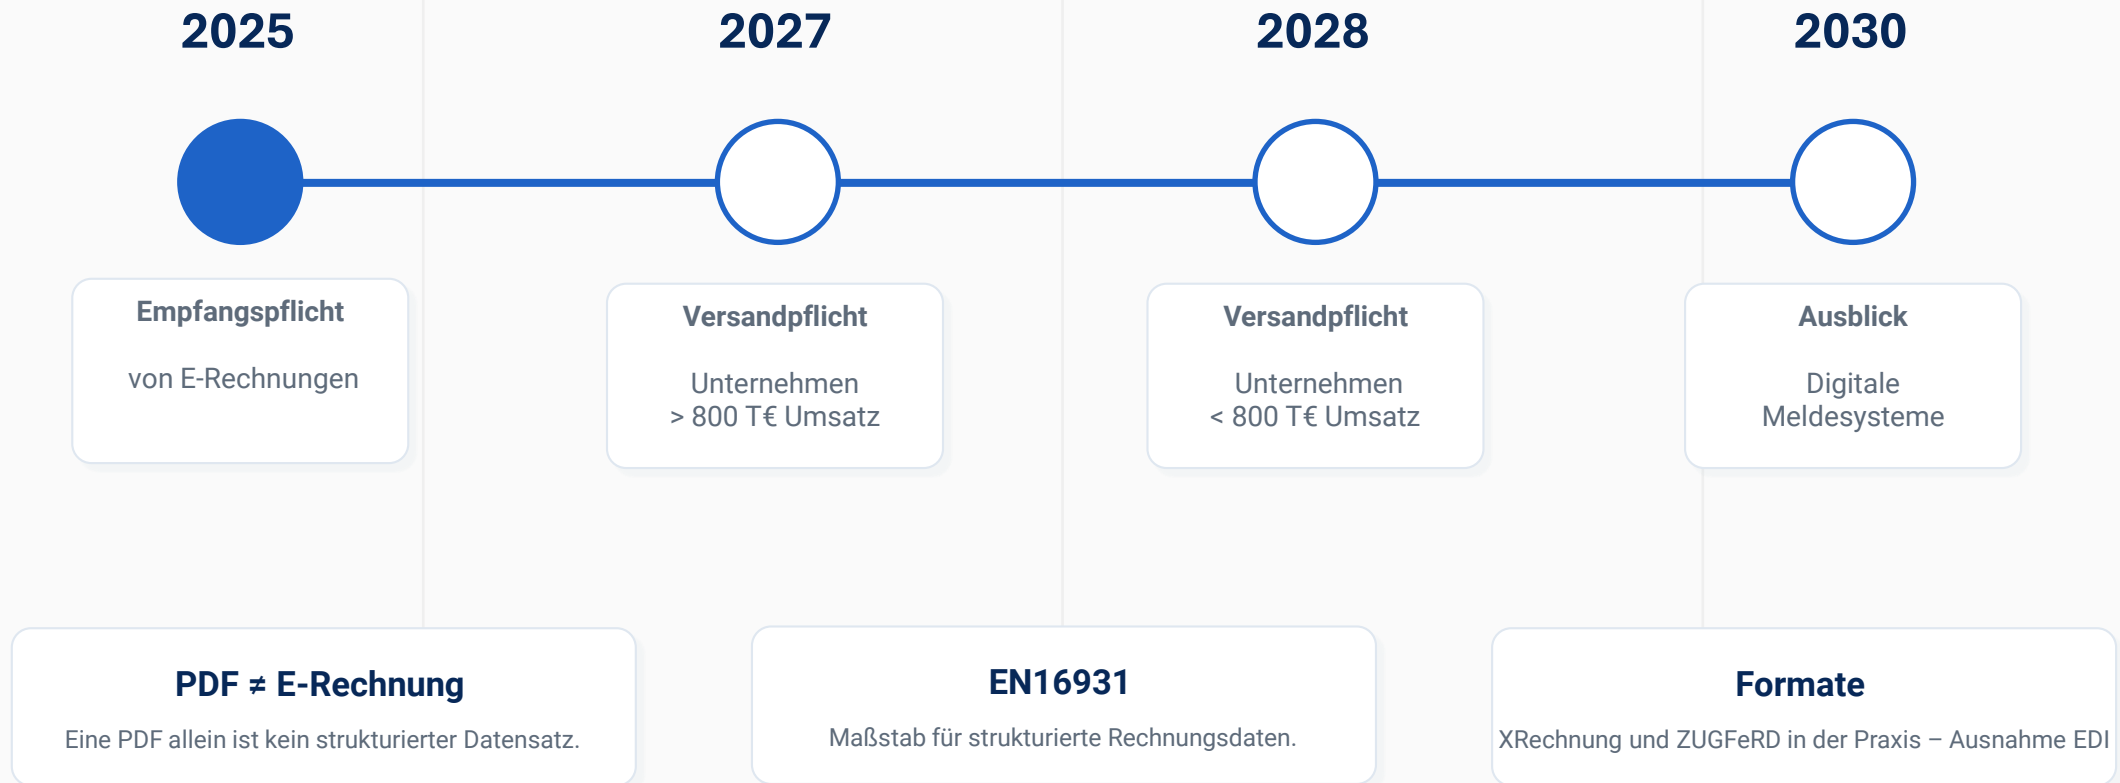 2025
2027
2028
2030
Empfangspflicht
von E-Rechnungen
Versandpflicht
Unternehmen
> 800 T€ Umsatz
Versandpflicht
Unternehmen
< 800 T€ Umsatz
Ausblick
Digitale
Meldesysteme
PDF ≠ E-Rechnung
Eine PDF allein ist kein strukturierter Datensatz.
EN16931
Maßstab für strukturierte Rechnungsdaten.
Formate
XRechnung und ZUGFeRD in der Praxis – Ausnahme EDI